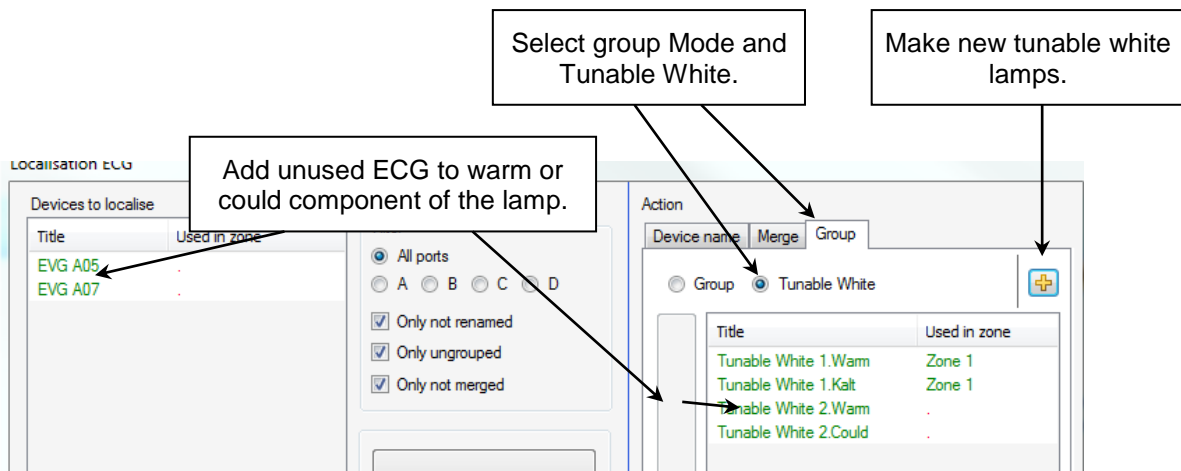 Select group Mode and
Tunable White.
Make new tunable white
lamps.
Add unused ECG to warm or
could component of the lamp.
Localisation ECG
Devices to localise
Title Used in zone
EVG A05 .
EVG A07 .
All ports
A B C D
Only not renamed
Only ungrouped
Only not merged
Action
Device name Merge Group
Group Tunable White
Title Used in zone
Tunable White 1.Warm Zone 1
Tunable White 1.Kalt Zone 1
Tunable White 2.Warm .
Tunable White 2.Could .